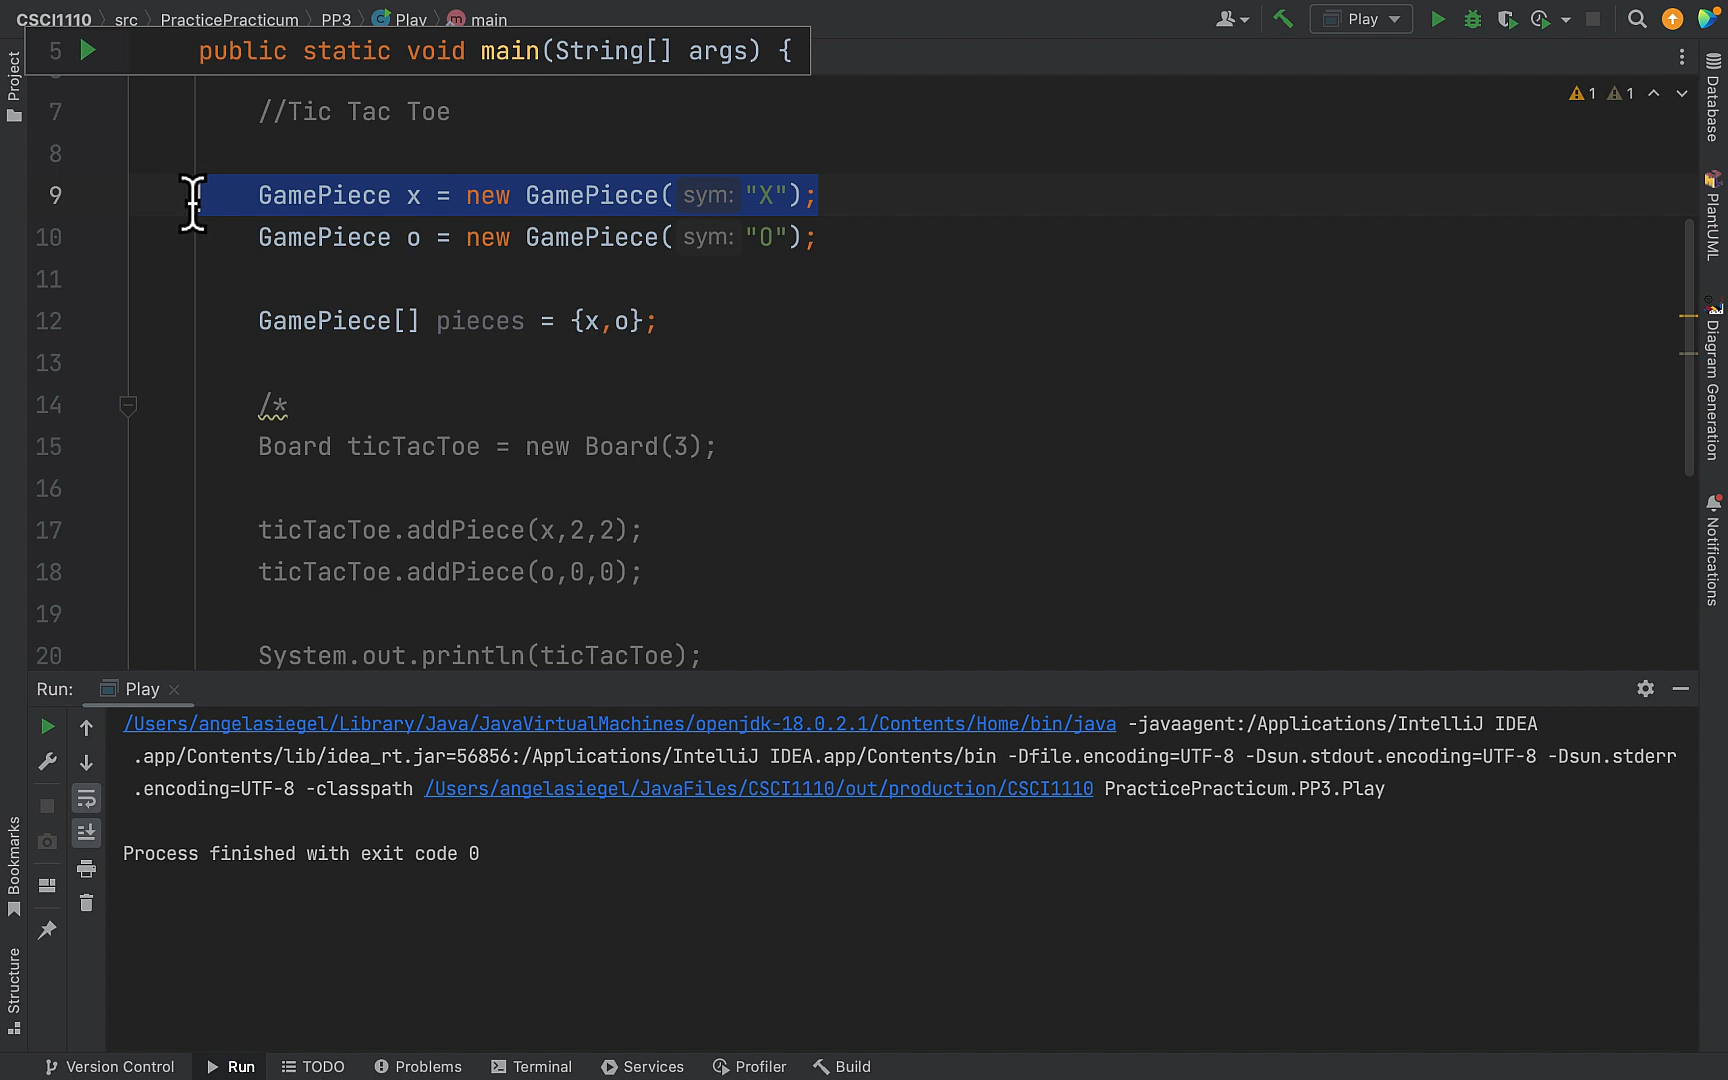 CSCI1110 src PracticePracticum PP3 Play main
Play
5 public static void main(String[] args) {
7 //Tic Tac Toe
1 1
8
9 GamePiece x = new GamePiece( sym: "X");
10 GamePiece o = new GamePiece( sym: "O");
11
12 GamePiece[] pieces = {x,o};
13
14 /*
15 Board ticTacToe = new Board(3);
16
17 ticTacToe.addPiece(x,2,2);
18 ticTacToe.addPiece(o,0,0);
19
20 System.out.println(ticTacToe);
Project
Bookmarks
Structure
Database
PlantUML
Diagram Generation
Notifications
Run: Play
/Users/angelasiegel/Library/Java/JavaVirtualMachines/openjdk-18.0.2.1/Contents/Home/bin/java -javaagent:/Applications/IntelliJ IDEA
.app/Contents/lib/idea_rt.jar=56856:/Applications/IntelliJ IDEA.app/Contents/bin -Dfile.encoding=UTF-8 -Dsun.stdout.encoding=UTF-8 -Dsun.stderr
.encoding=UTF-8 -classpath /Users/angelasiegel/JavaFiles/CSCI1110/out/production/CSCI1110 PracticePracticum.PP3.Play
Process finished with exit code 0
Version Control Run TODO Problems Terminal Services Profiler Build